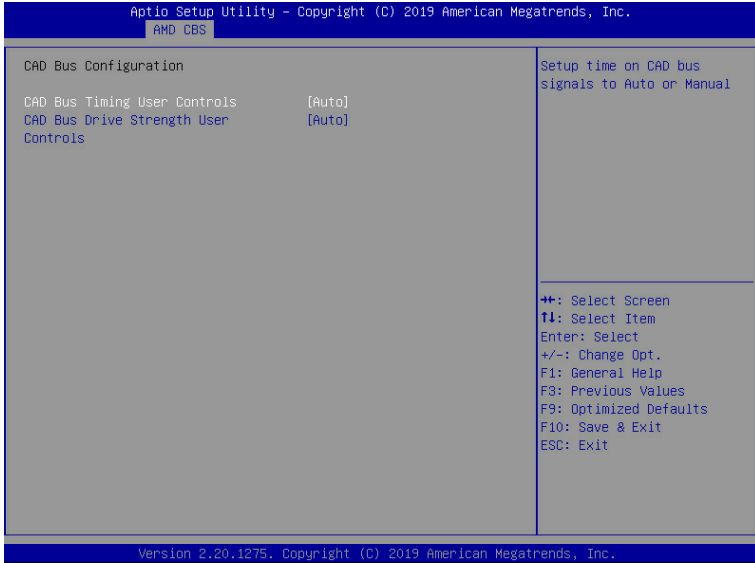 Aptio Setup Utility – Copyright (C) 2019 American Megatrends, Inc.
AMD CBS
CAD Bus Configuration
CAD Bus Timing User Controls [Auto]
CAD Bus Drive Strength User [Auto]
Controls
Setup time on CAD bus
signals to Auto or Manual
→←: Select Screen
↑↓: Select Item
Enter: Select
+/-: Change Opt.
F1: General Help
F3: Previous Values
F9: Optimized Defaults
F10: Save & Exit
ESC: Exit
Version 2.20.1275. Copyright (C) 2019 American Megatrends, Inc.